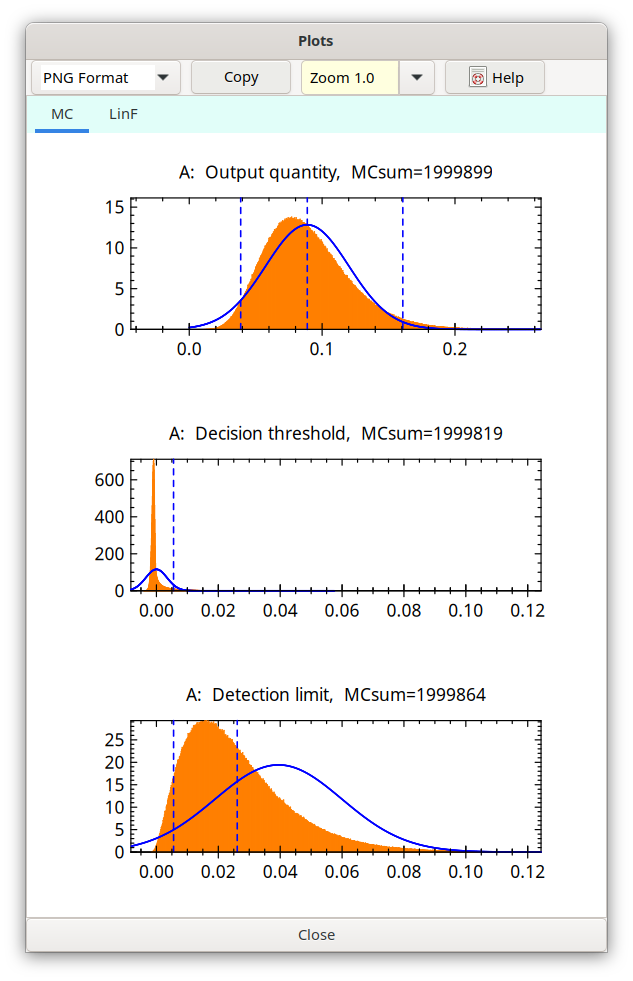 Plots
PNG Format Copy Zoom 1.0 Help
MC LinF
A: Output quantity, MCsum=1999899
15
10
5
0
0.0 0.1 0.2
A: Decision threshold, MCsum=1999819
600
400
200
0
0.00 0.02 0.04 0.06 0.08 0.10 0.12
A: Detection limit, MCsum=1999864
25
20
15
10
5
0
0.00 0.02 0.04 0.06 0.08 0.10 0.12
Close